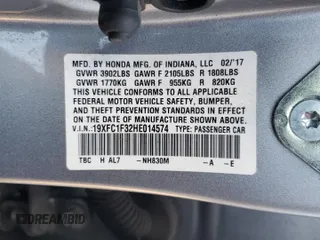 MFD. BY HONDA MFG OF INDIANA, LLC 02/'17
GVWR 3902LBS GAWR F 2105LBS R 1808LBS
GVWR 1770KG GAWR F 955KG R 820KG
THIS VEHICLE CONFORMS TO ALL APPLICABLE
FEDERAL MOTOR VEHICLE SAFETY, BUMPER, AND
THEFT PREVENTION STANDARDS IN EFFECT ON
THE DATE OF MANUFACTURE SHOWN ABOVE.
V.I.N.: 19XFC1F32HE014574 TYPE: PASSENGER CAR
TBC H AL7 -NH830M -A -E
DREAMBID